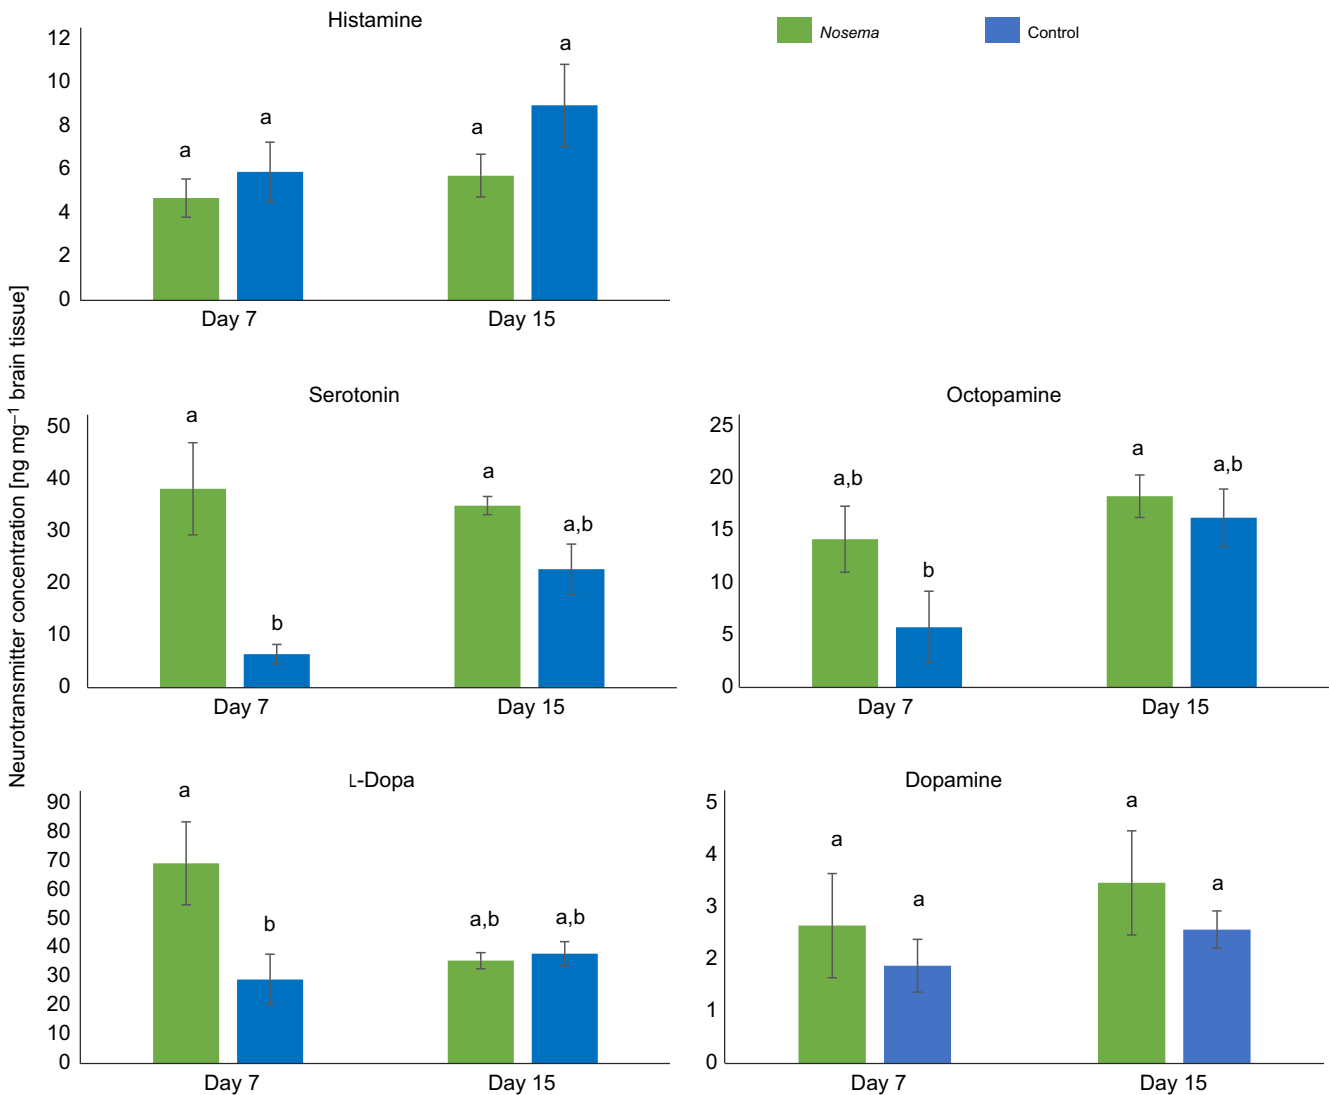 Histamine
Nosema
Control
Neurotransmitter concentration [ng mg⁻¹ brain tissue]
12
10
8
6
4
2
0
a
a
a
a
Day 7
Day 15
Serotonin
50
40
30
20
10
0
a
b
a
a,b
Day 7
Day 15
Octopamine
25
20
15
10
5
0
a,b
b
a
a,b
Day 7
Day 15
L-Dopa
90
80
70
60
50
40
30
20
10
0
a
b
a,b
a,b
Day 7
Day 15
Dopamine
5
4
3
2
1
0
a
a
a
a
Day 7
Day 15